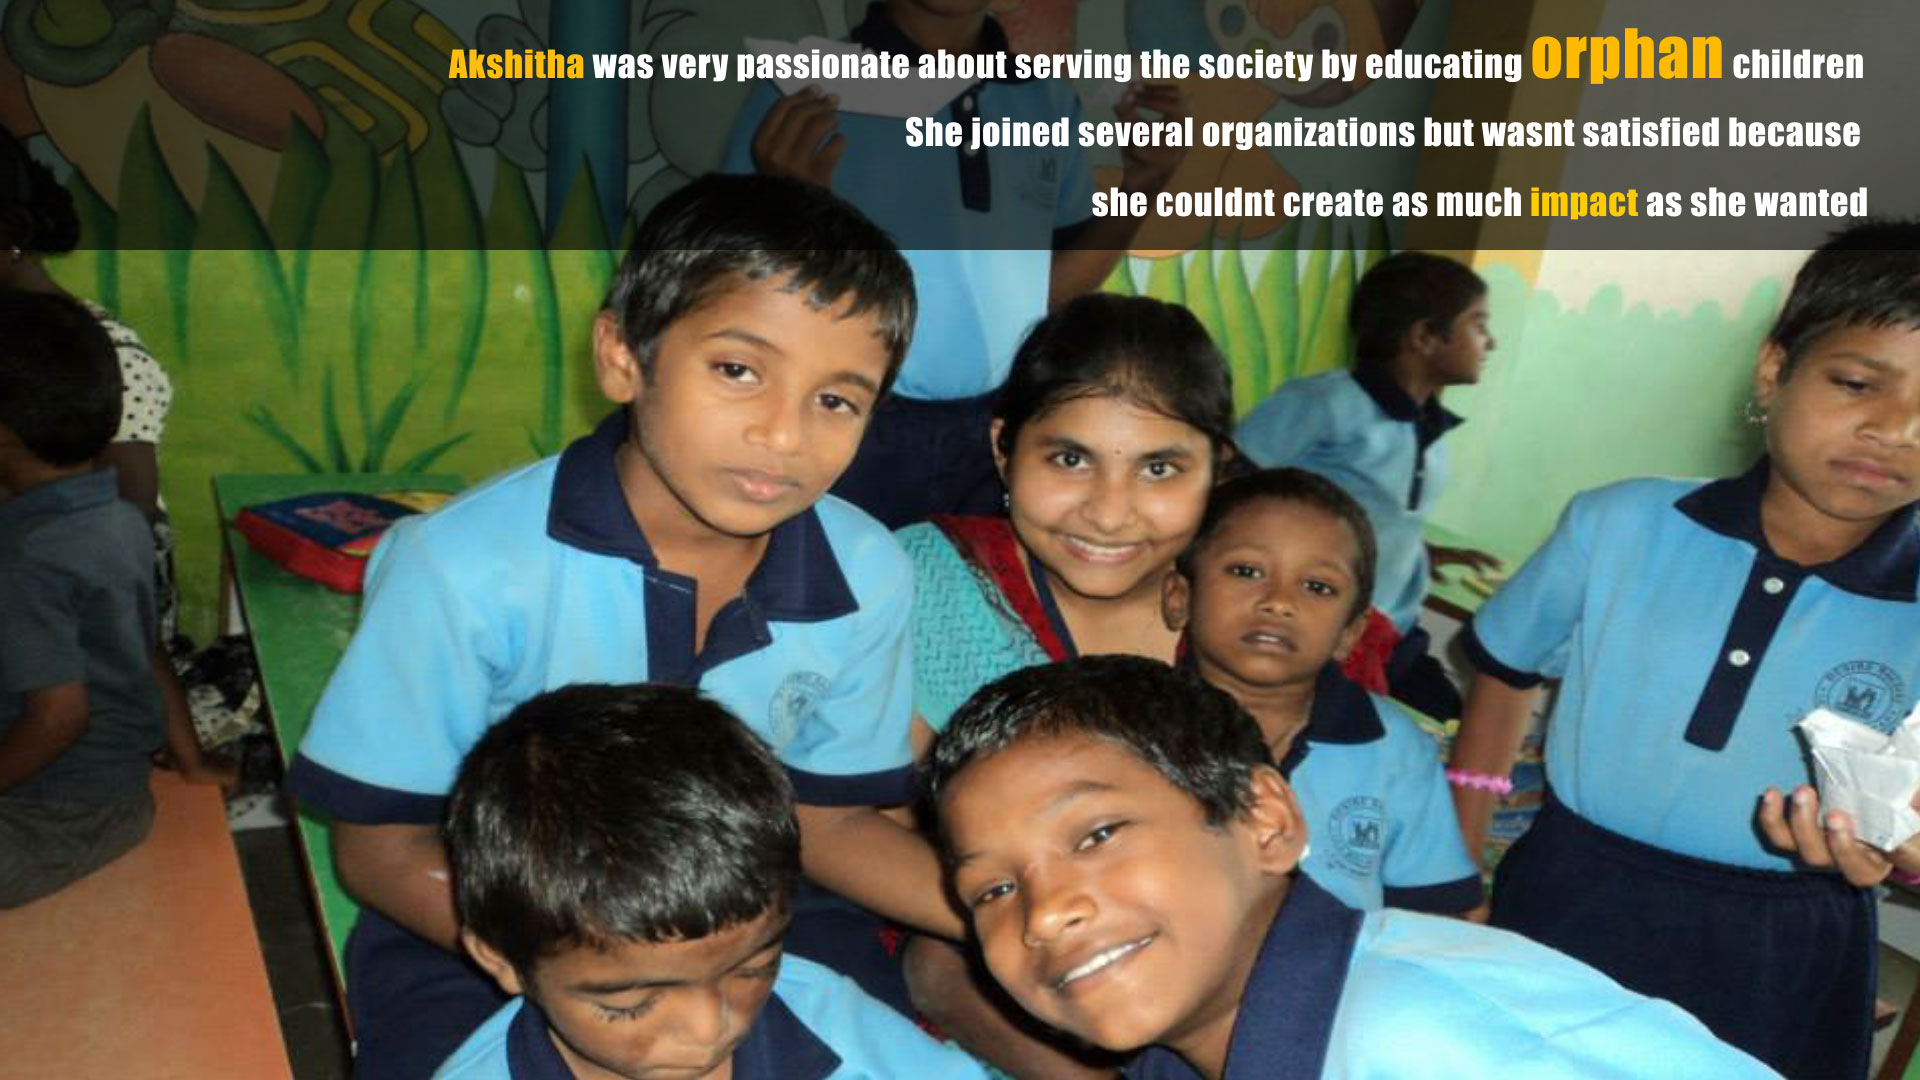 Akshitha was very passionate about serving the society by educating orphan children
She joined several organizations but wasnt satisfied because
she couldnt create as much impact as she wanted